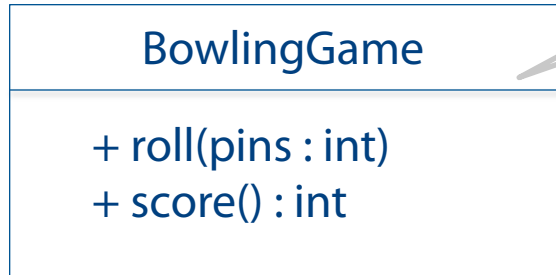 BowlingGame
+ roll(pins : int)
+ score() : int